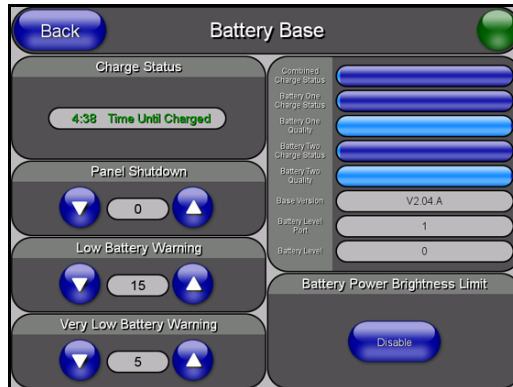 Back
Battery Base
Charge Status
4:38 Time Until Charged
Panel Shutdown
0
Low Battery Warning
15
Very Low Battery Warning
5
Combined
Charge Status
Battery One
Charge Status
Battery One
Quality
Battery Two
Charge Status
Battery Two
Quality
Base Version
V2.04.A
Battery Level
Port
1
Battery Level
0
Battery Power Brightness Limit
Disable